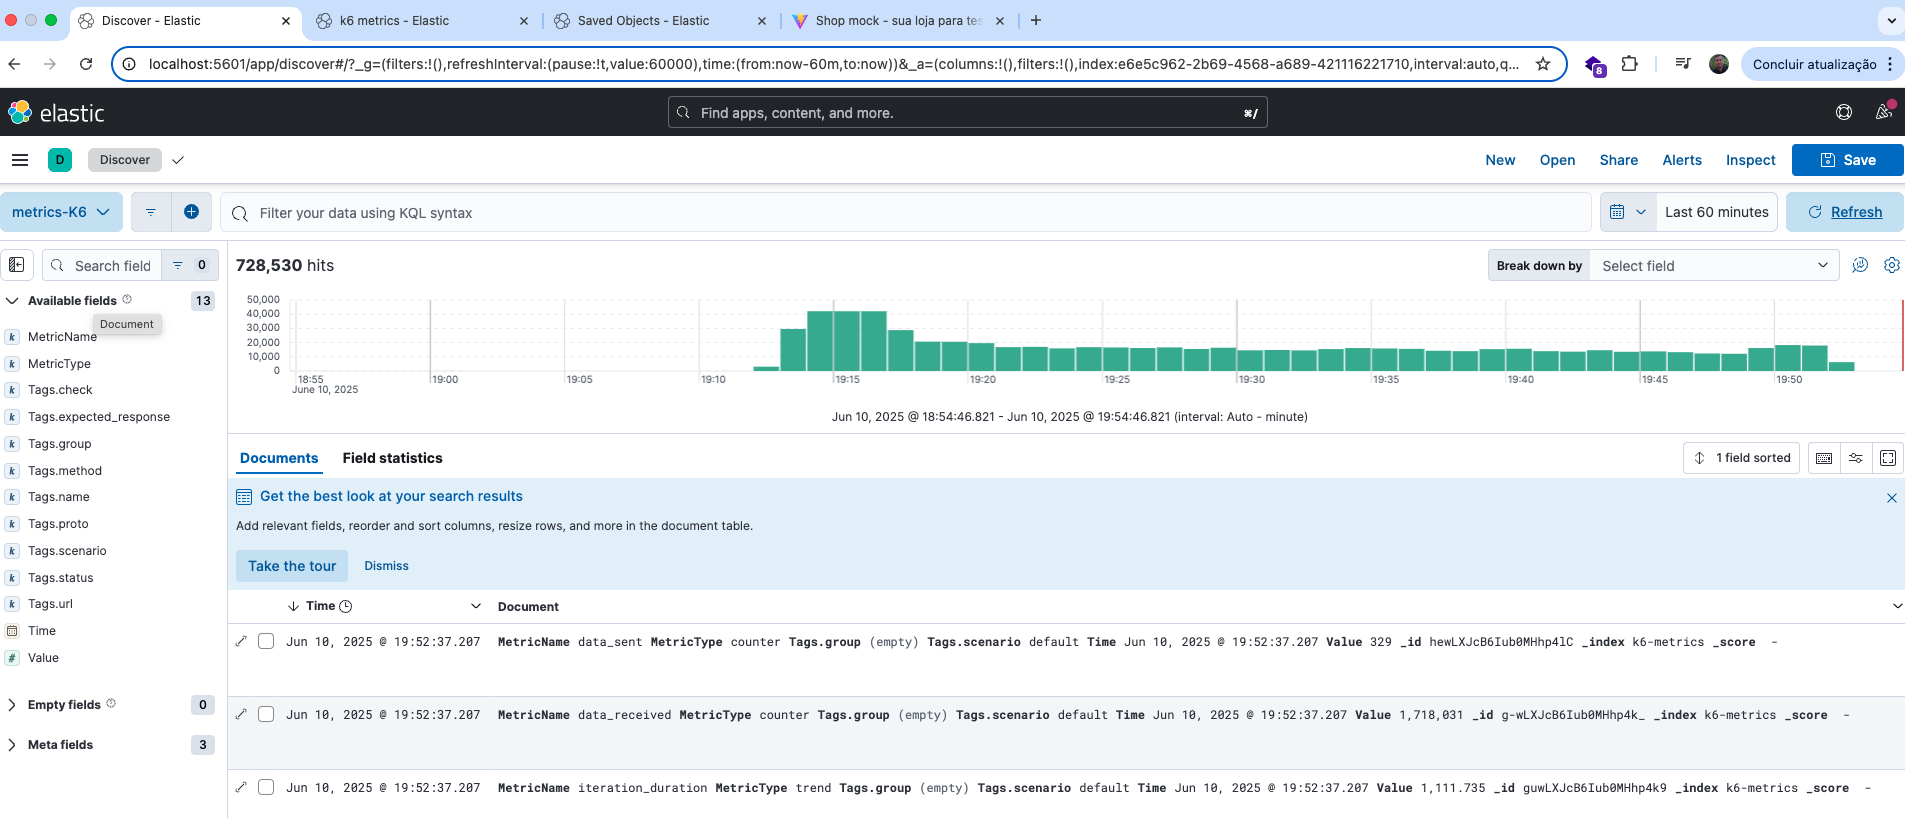 Discover - Elastic
k6 metrics - Elastic
Saved Objects - Elastic
Shop mock - sua loja para tes
localhost:5601/app/discover#/?_g=(filters:!(),refreshInterval:(pause:!t,value:60000),time:(from:now-60m,to:now))&_a=(columns:!(),filters:!(),index:e6e5c962-2b69-4568-a689-421116221710,interval:auto,q...
8
Concluir atualização
elastic
Find apps, content, and more.
⌘/
D
Discover
New
Open
Share
Alerts
Inspect
Save
metrics-K6
Filter your data using KQL syntax
Last 60 minutes
Refresh
Search field
0
728,530 hits
Break down by
Select field
Available fields
13
Document
k MetricName
k MetricType
k Tags.check
k Tags.expected_response
k Tags.group
k Tags.method
k Tags.name
k Tags.proto
k Tags.scenario
k Tags.status
k Tags.url
Time
# Value
Empty fields
0
Meta fields
3
50,000
40,000
30,000
20,000
10,000
0
18:55
19:00
19:05
19:10
19:15
19:20
19:25
19:30
19:35
19:40
19:45
19:50
June 10, 2025
Jun 10, 2025 @ 18:54:46.821 - Jun 10, 2025 @ 19:54:46.821 (interval: Auto - minute)
Documents
Field statistics
1 field sorted
Get the best look at your search results
Add relevant fields, reorder and sort columns, resize rows, and more in the document table.
Take the tour
Dismiss
Time
Document
Jun 10, 2025 @ 19:52:37.207 MetricName data_sent MetricType counter Tags.group (empty) Tags.scenario default Time Jun 10, 2025 @ 19:52:37.207 Value 329 _id hewLXJcB6Iub0MHhp4lC _index k6-metrics _score -
Jun 10, 2025 @ 19:52:37.207 MetricName data_received MetricType counter Tags.group (empty) Tags.scenario default Time Jun 10, 2025 @ 19:52:37.207 Value 1,718,031 _id g-wLXJcB6Iub0MHhp4k_ _index k6-metrics _score -
Jun 10, 2025 @ 19:52:37.207 MetricName iteration_duration MetricType trend Tags.group (empty) Tags.scenario default Time Jun 10, 2025 @ 19:52:37.207 Value 1,111.735 _id guwLXJcB6Iub0MHhp4k9 _index k6-metrics _score -